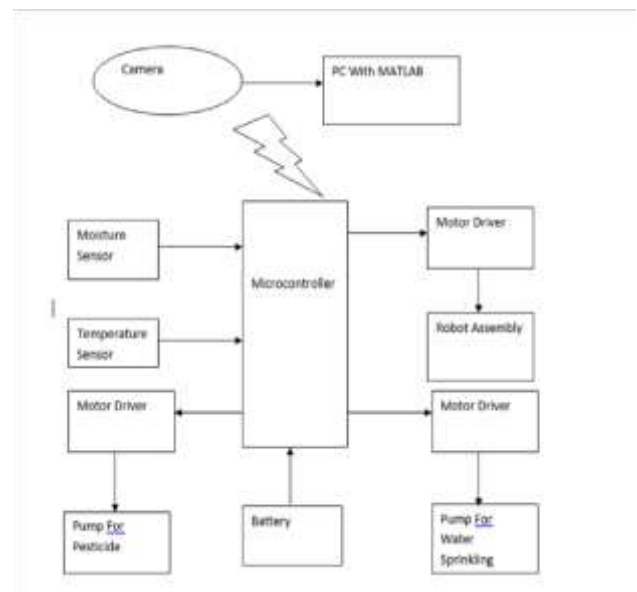 Camera
PC With MATLAB
Moisture
Sensor
Motor Driver
Microcontroller
Temperature
Sensor
Robot Assembly
Motor Driver
Motor Driver
Pump For
Pesticide
Battery
Pump For
Water
Sprinkling